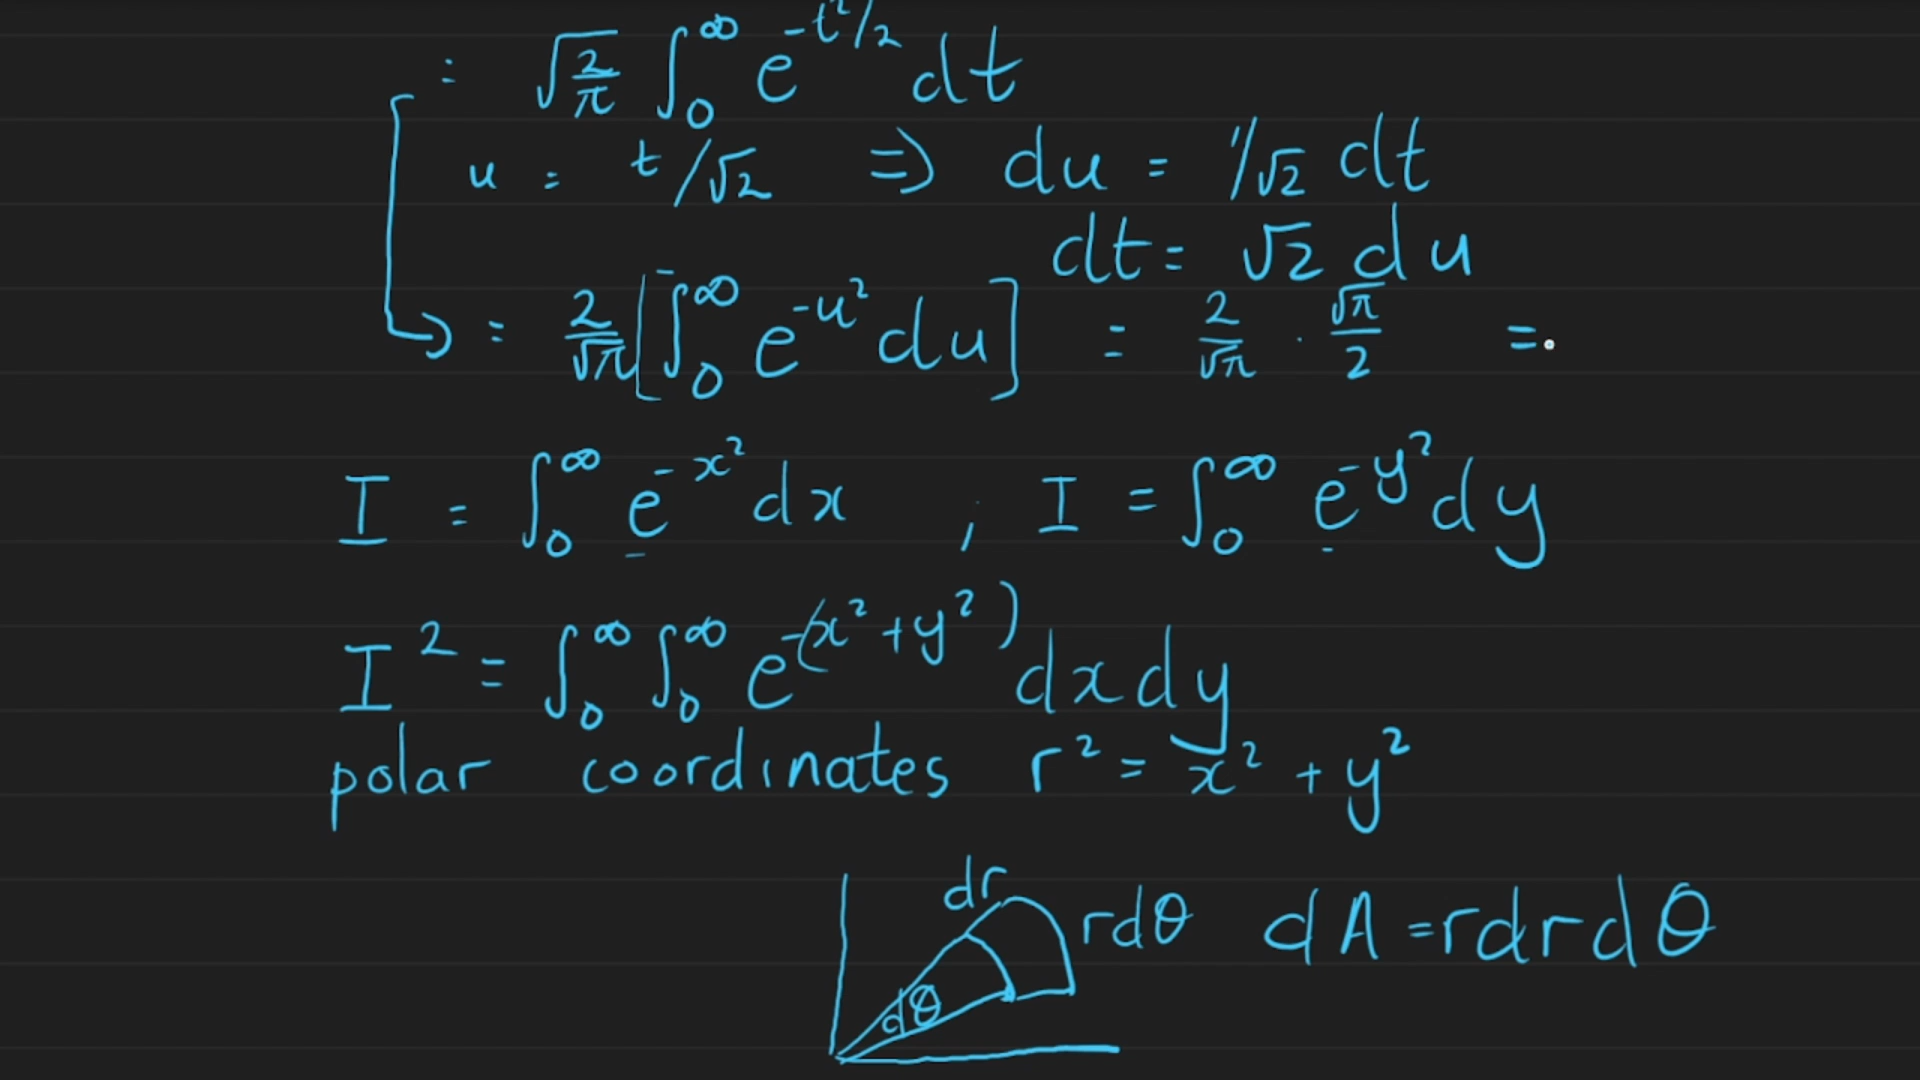 = √(2/π) ∫₀^∞ e^(-t²/2) dt
u = t/√2 ⇒ du = 1/√2 dt
dt = √2 du
= 2/√π [∫₀^∞ e^(-u²) du] = 2/√π · √π/2 =
I = ∫₀^∞ e^(-x²) dx ; I = ∫₀^∞ e^(-y²) dy
I² = ∫₀^∞ ∫₀^∞ e^(-(x²+y²)) dx dy
polar coordinates r² = x² + y²
dr
rdθ dA = rdrdθ
dθ